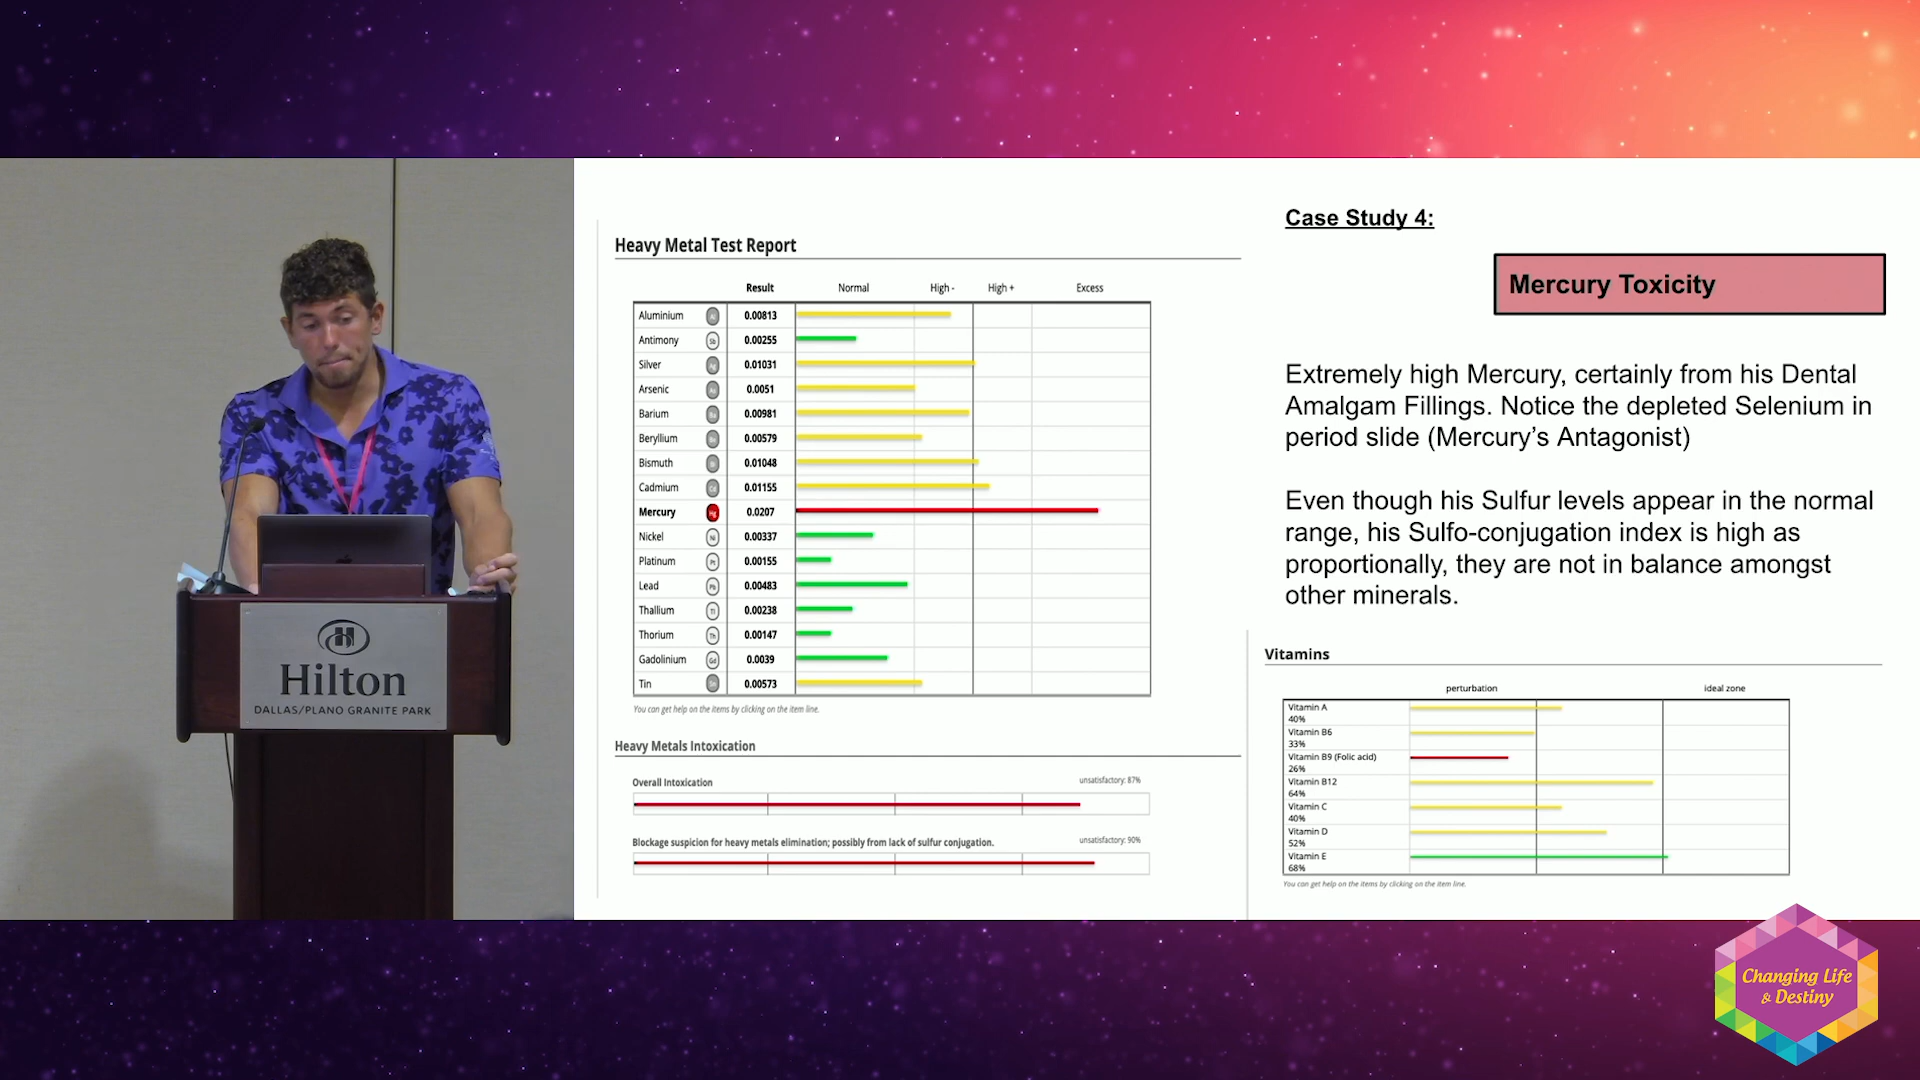 Case Study 4:
Mercury Toxicity
Extremely high Mercury, certainly from his Dental
Amalgam Fillings. Notice the depleted Selenium in
period slide (Mercury's Antagonist)
Even though his Sulfur levels appear in the normal
range, his Sulfo-conjugation index is high as
proportionally, they are not in balance amongst
other minerals.
Heavy Metal Test Report
Result Normal High - High + Excess
Aluminium 0.00813
Antimony Sb 0.00255
Silver 0.01031
Arsenic 0.0051
Barium 0.00981
Beryllium 0.00579
Bismuth 0.01048
Cadmium 0.01155
Mercury Hg 0.0207
Nickel Ni 0.00337
Platinum Pt 0.00155
Lead Pb 0.00483
Thallium Tl 0.00238
Thorium Th 0.00147
Gadolinium Gd 0.0039
Tin 0.00573
You can get help on the items by clicking on the item line.
Heavy Metals Intoxication
Overall Intoxication unsatisfactory: 87%
Blockage suspicion for heavy metals elimination; possibly from lack of sulfur conjugation. unsatisfactory: 90%
Vitamins
perturbation ideal zone
Vitamin A
40%
Vitamin B6
33%
Vitamin B9 (Folic acid)
26%
Vitamin B12
64%
Vitamin C
40%
Vitamin D
52%
Vitamin E
68%
You can get help on the items by clicking on the item line.
Hilton
DALLAS/PLANO GRANITE PARK
Changing Life
& Destiny